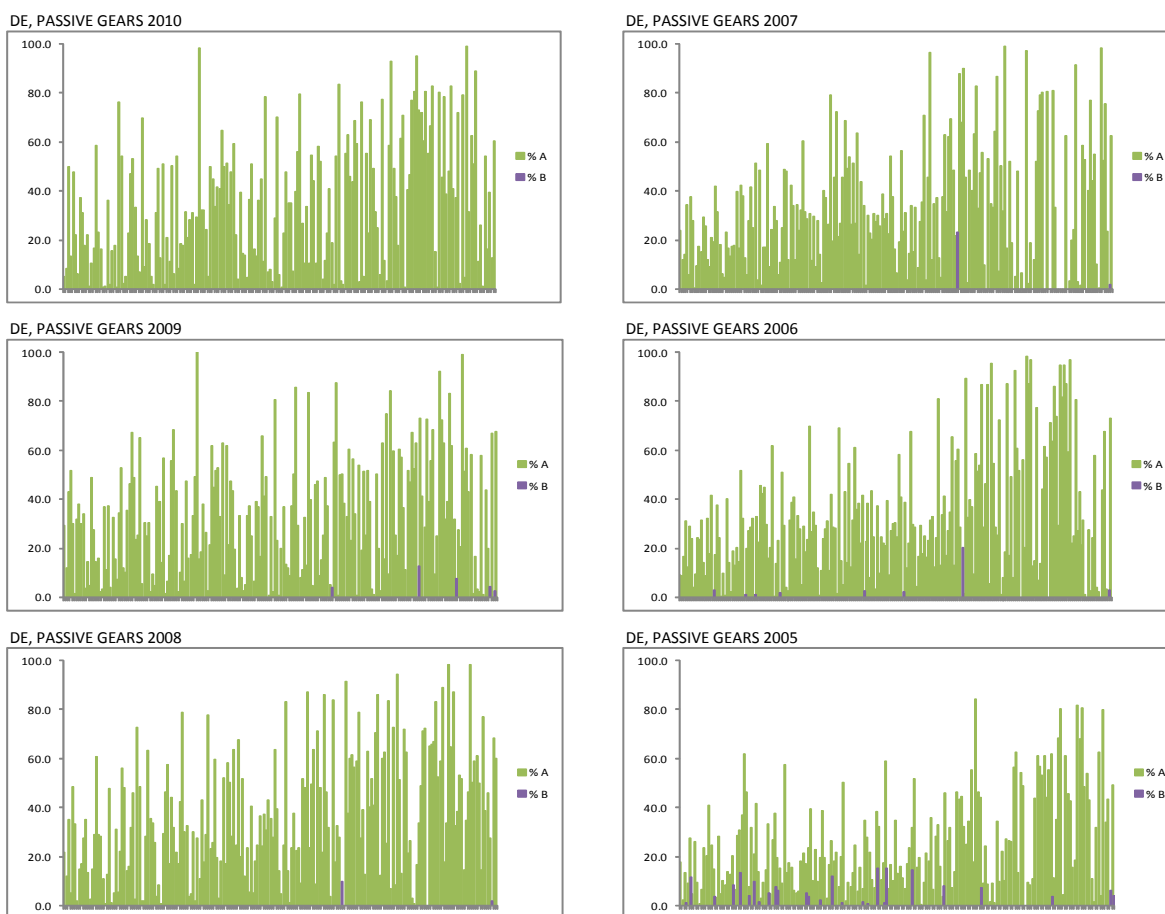 DE, PASSIVE GEARS 2010
100.0
80.0
60.0
40.0
20.0
0.0
% A
% B
DE, PASSIVE GEARS 2007
100.0
80.0
60.0
40.0
20.0
0.0
% A
% B
DE, PASSIVE GEARS 2009
100.0
80.0
60.0
40.0
20.0
0.0
% A
% B
DE, PASSIVE GEARS 2006
100.0
80.0
60.0
40.0
20.0
0.0
% A
% B
DE, PASSIVE GEARS 2008
100.0
80.0
60.0
40.0
20.0
0.0
% A
% B
DE, PASSIVE GEARS 2005
100.0
80.0
60.0
40.0
20.0
0.0
% A
% B